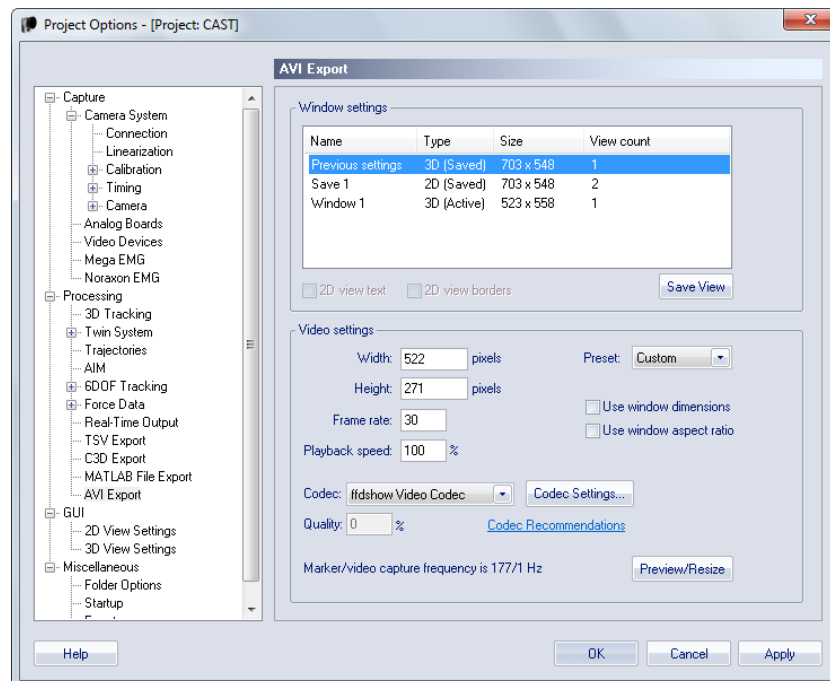 Project Options - [Project: CAST]
AVI Export
Capture
Camera System
Connection
Linearization
Calibration
Timing
Camera
Analog Boards
Video Devices
Mega EMG
Noraxon EMG
Processing
3D Tracking
Twin System
Trajectories
AIM
6DOF Tracking
Force Data
Real-Time Output
TSV Export
C3D Export
MATLAB File Export
AVI Export
GUI
2D View Settings
3D View Settings
Miscellaneous
Folder Options
Startup
Window settings
Name Type Size View count
Previous settings 3D (Saved) 703 x 548 1
Save 1 2D (Saved) 703 x 548 2
Window 1 3D (Active) 523 x 558 1
2D view text 2D view borders Save View
Video settings
Width: 522 pixels Preset: Custom
Height: 271 pixels
Use window dimensions
Frame rate: 30
Use window aspect ratio
Playback speed: 100 %
Codec: ffdshow Video Codec Codec Settings...
Quality: 0 % Codec Recommendations
Marker/video capture frequency is 177/1 Hz Preview/Resize
Help OK Cancel Apply